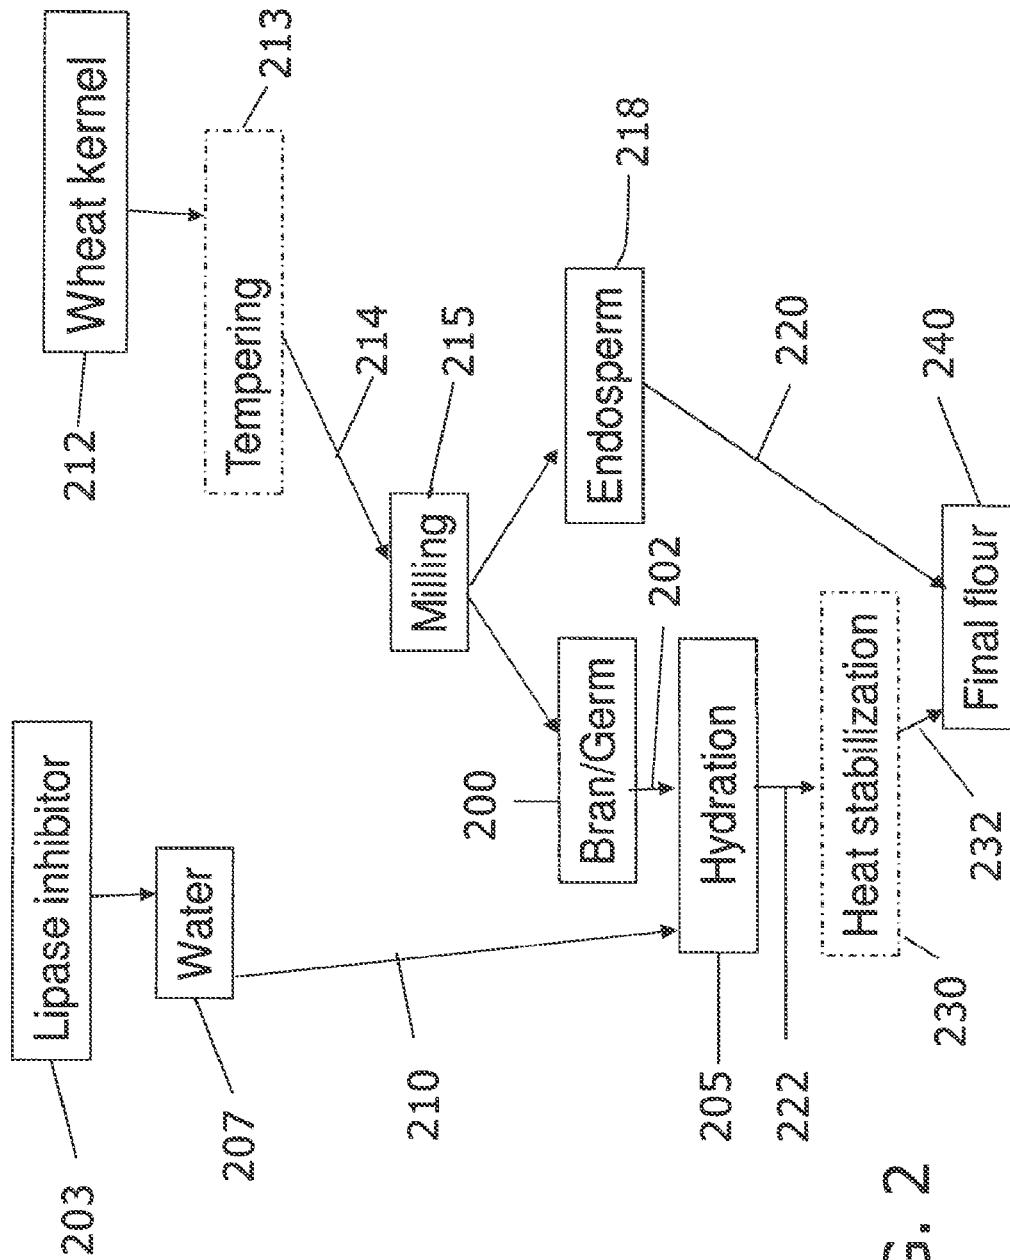 Lipase inhibitor
203
Water
207
210
Wheat kernel
212
Tempering
213
214
Milling
215
200
Bran/Germ
202
Endosperm
218
220
Hydration
205
222
Heat stabilization
230
232
Final flour
240
G. 2